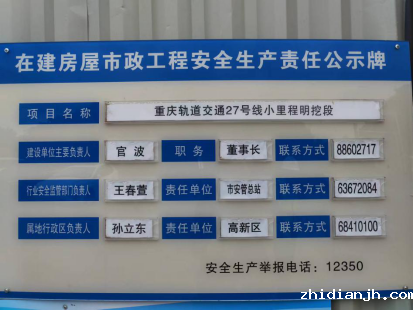 在建房屋市政工程安全生产责任公示牌
项目名称 重庆轨道交通27号线小里程明挖段
建设单位主要负责人 官波 职务 董事长 联系方式 88602717
行业安全监管部门负责人 王春萱 责任单位 市安管总站 联系方式 63672084
属地行政区负责人 孙立东 责任单位 高新区 联系方式 68410100
安全生产举报电话：12350
zhidianjh.com